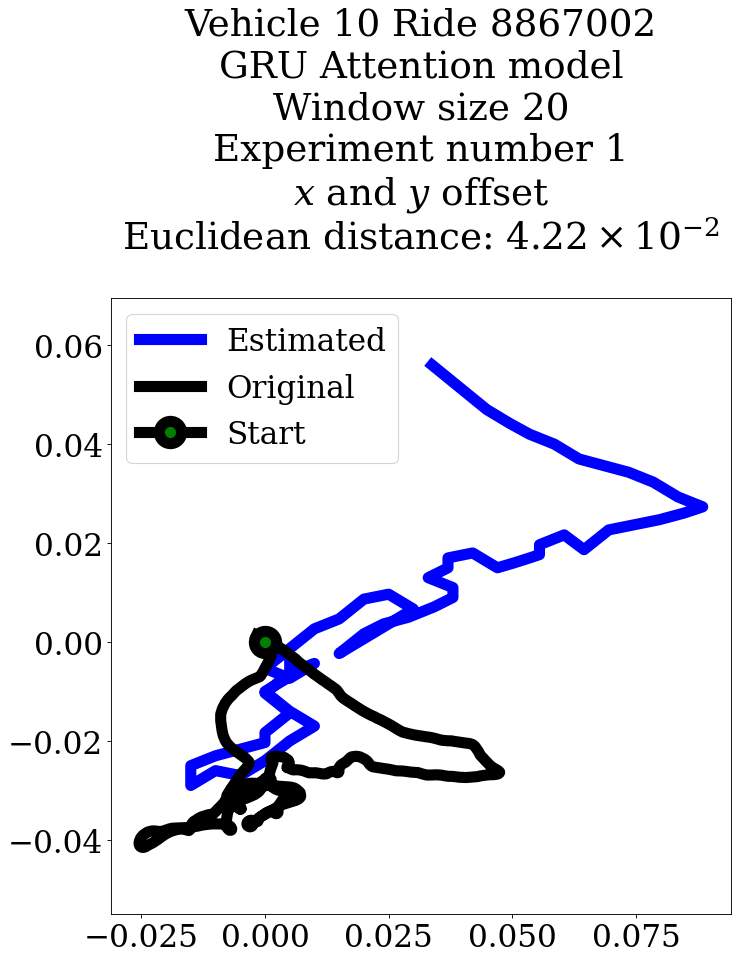 Vehicle 10 Ride 8867002
GRU Attention model
Window size 20
Experiment number 1
x and y offset
Euclidean distance: 4.22 × 10⁻²
Estimated
Original
Start
0.06
0.04
0.02
0.00
−0.02
−0.04
−0.025 0.000 0.025 0.050 0.075